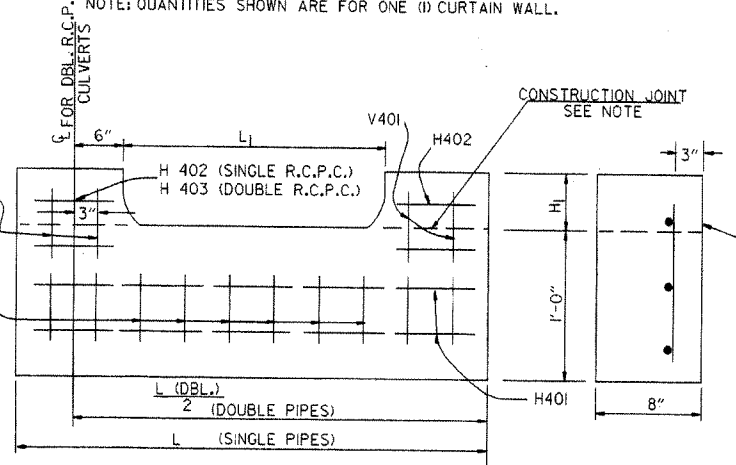 NOTE: QUANTITIES SHOWN ARE FOR ONE (1) CURTAIN WALL.
℄ FOR DBL. R.C.P.
CULVERTS
CONSTRUCTION JOINT
SEE NOTE
V401
H402
6"
L1
3"
H 402 (SINGLE R.C.P.C.)
H 403 (DOUBLE R.C.P.C.)
3"
H1
1'-0"
L (DBL.)
2 (DOUBLE PIPES)
H401
8"
L (SINGLE PIPES)